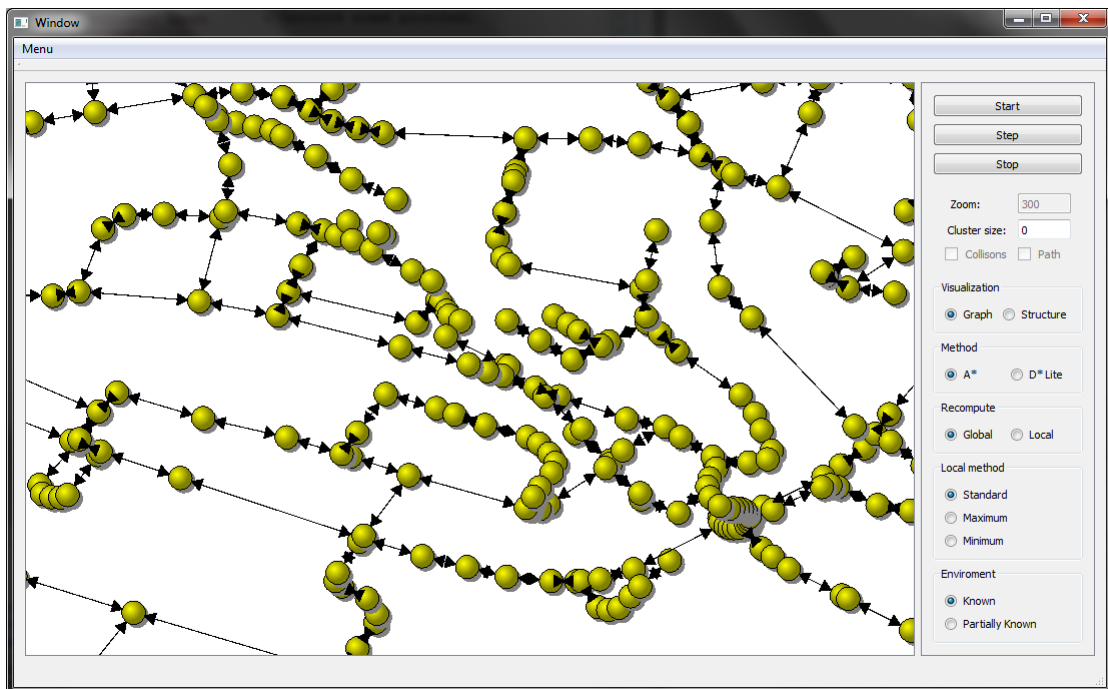 Window
Menu
Start
Step
Stop
Zoom: 300
Cluster size: 0
Collisons Path
Visualization
Graph Structure
Method
A* D* Lite
Recompute
Global Local
Local method
Standard
Maximum
Minimum
Enviroment
Known
Partially Known